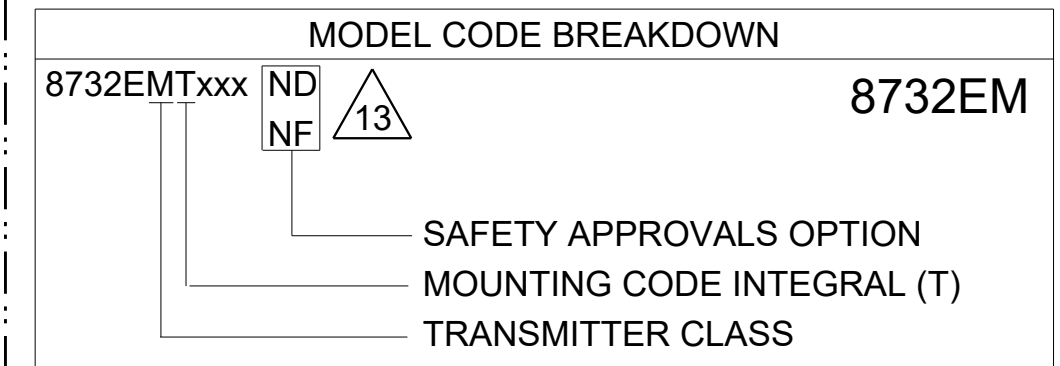 MODEL CODE BREAKDOWN
8732EMTxxx ND 13 8732EM
NF
SAFETY APPROVALS OPTION
MOUNTING CODE INTEGRAL (T)
TRANSMITTER CLASS